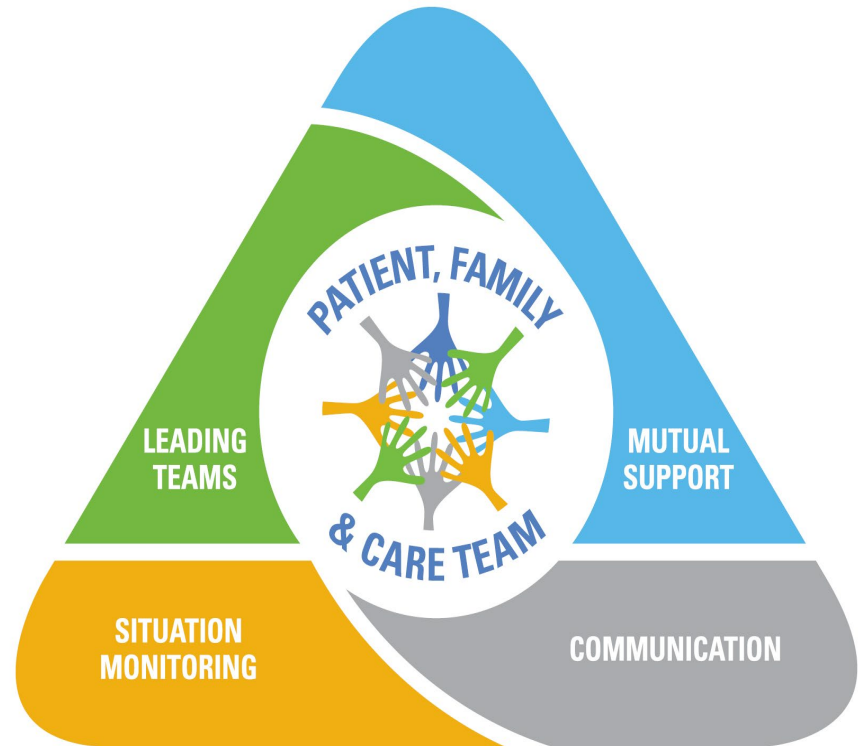 PATIENT, FAMILY
& CARE TEAM
LEADING
TEAMS
MUTUAL
SUPPORT
SITUATION
MONITORING
COMMUNICATION